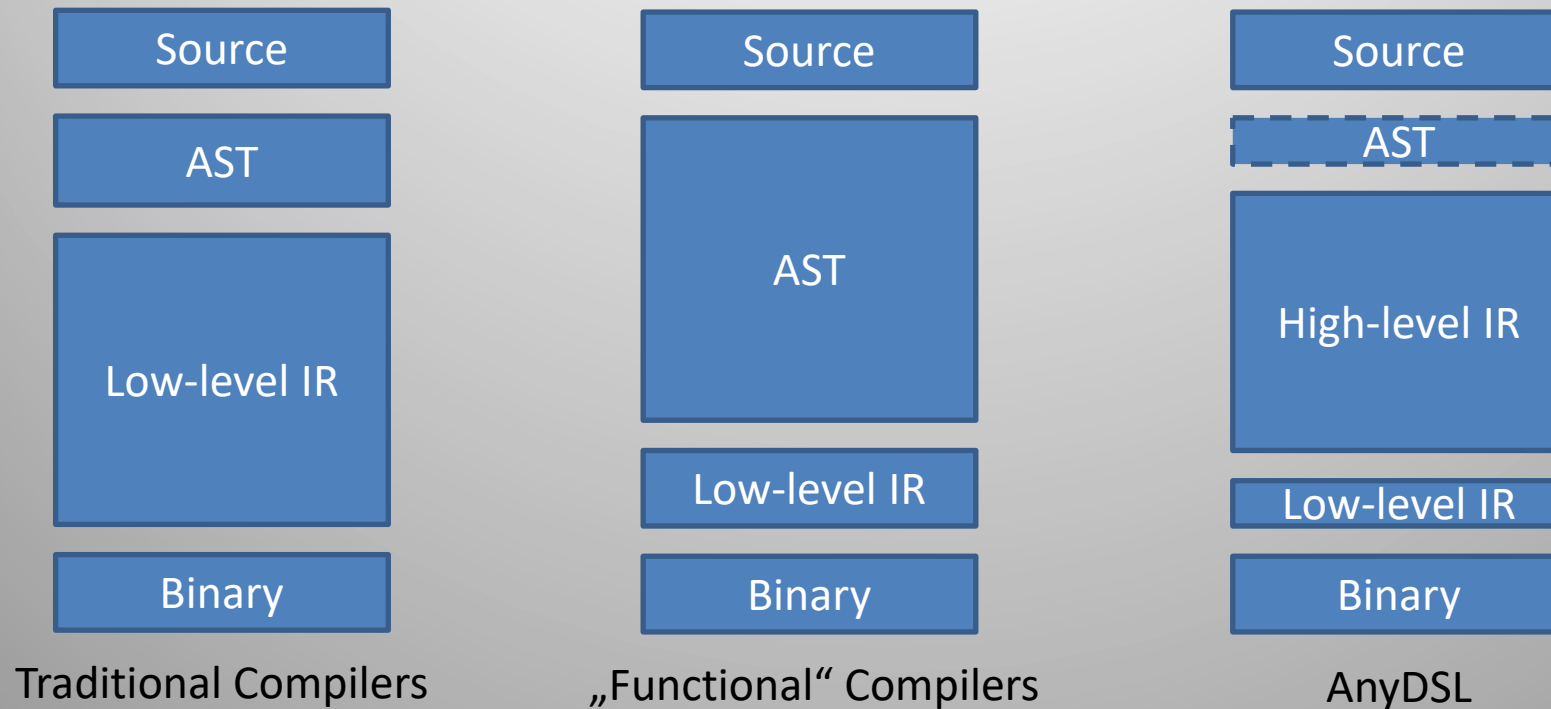 Source
AST
Low-level IR
Binary
Traditional Compilers
Source
AST
Low-level IR
Binary
„Functional“ Compilers
Source
AST
High-level IR
Low-level IR
Binary
AnyDSL